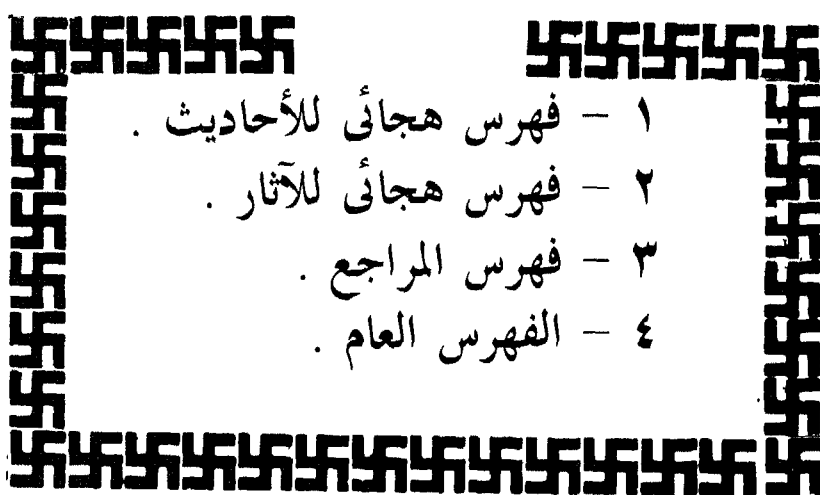 ١ – فهرس هجائى للأحاديث .
٢ – فهرس هجائى للآثار .
٣ – فهرس المراجع .
٤ – الفهرس العام .